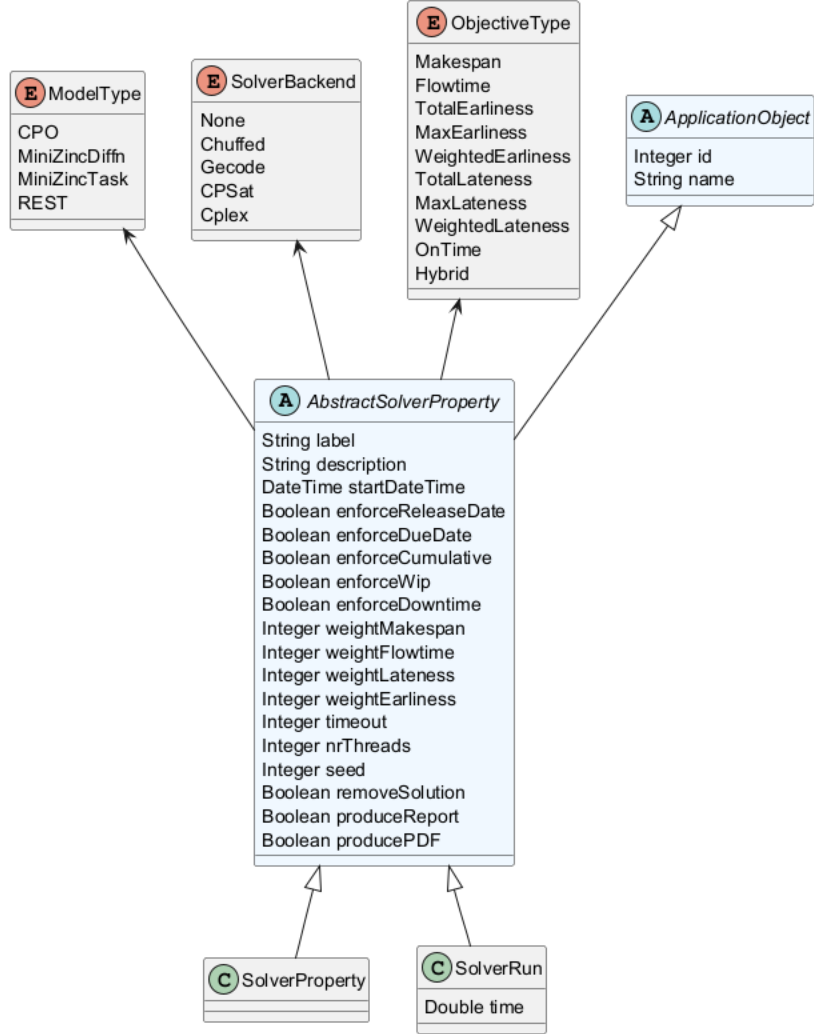 E ModelType
CPO
MiniZincDiffn
MiniZincTask
REST
E SolverBackend
None
Chuffed
Gecode
CPSat
Cplex
E ObjectiveType
Makespan
Flowtime
TotalEarliness
MaxEarliness
WeightedEarliness
TotalLateness
MaxLateness
WeightedLateness
OnTime
Hybrid
A ApplicationObject
Integer id
String name
A AbstractSolverProperty
String label
String description
DateTime startDateTime
Boolean enforceReleaseDate
Boolean enforceDueDate
Boolean enforceCumulative
Boolean enforceWip
Boolean enforceDowntime
Integer weightMakespan
Integer weightFlowtime
Integer weightLateness
Integer weightEarliness
Integer timeout
Integer nrThreads
Integer seed
Boolean removeSolution
Boolean produceReport
Boolean producePDF
C SolverProperty
C SolverRun
Double time